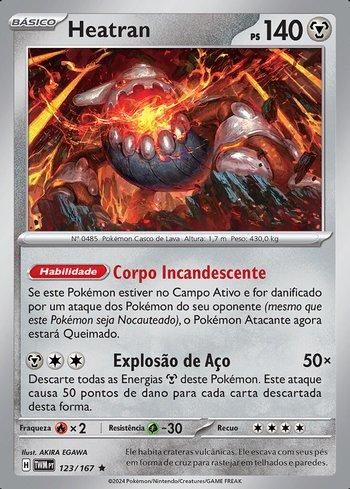 BÁSICO
Heatran
PS 140
Nº 0485 Pokémon Casco de Lava Altura: 1,7 m Peso: 430,0 kg
Habilidade Corpo Incandescente
Se este Pokémon estiver no Campo Ativo e for danificado
por um ataque dos Pokémon do seu oponente (mesmo que
este Pokémon seja Nocauteado), o Pokémon Atacante agora
estará Queimado.
Explosão de Aço 50×
Descarte todas as Energias deste Pokémon. Este ataque
causa 50 pontos de dano para cada carta descartada
desta forma.
Fraqueza ×2 Resistência -30 Recuo
Ilus. AKIRA EGAWA
H TWM PT 123/167
Ele habita crateras vulcânicas. Ele escava com seus pés
em forma de cruz para rastejar em telhados e paredes.
©2024 Pokémon/Nintendo/Creatures/GAME FREAK